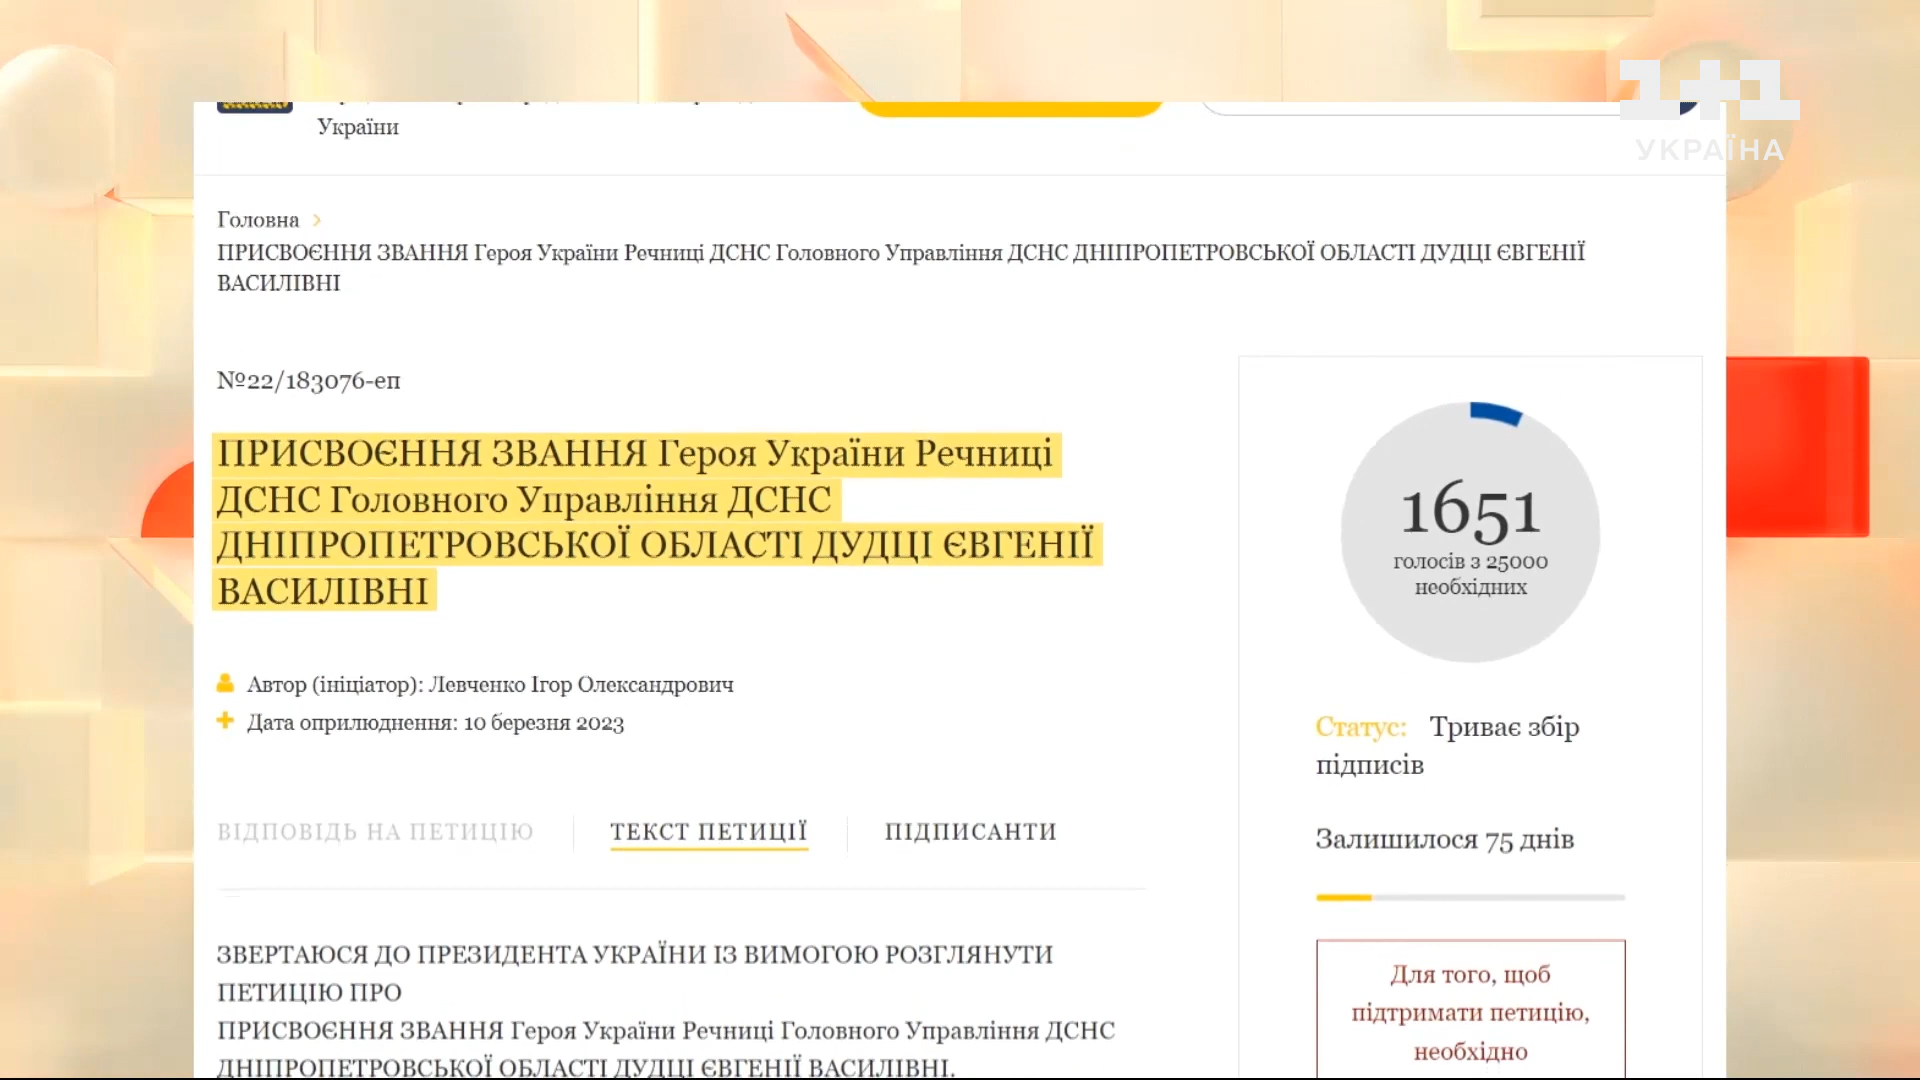 1+1
УКРАЇНА
України
Головна
ПРИСВОЄННЯ ЗВАННЯ Героя України Речниці ДСНС Головного Управління ДСНС ДНІПРОПЕТРОВСЬКОЇ ОБЛАСТІ ДУДЦІ ЄВГЕНІЇ
ВАСИЛІВНІ
№22/183076-еп
ПРИСВОЄННЯ ЗВАННЯ Героя України Речниці
ДСНС Головного Управління ДСНС
ДНІПРОПЕТРОВСЬКОЇ ОБЛАСТІ ДУДЦІ ЄВГЕНІЇ
ВАСИЛІВНІ
Автор (ініціатор): Левченко Ігор Олександрович
Дата оприлюднення: 10 березня 2023
ВІДПОВІДЬ НА ПЕТИЦІЮ
ТЕКСТ ПЕТИЦІЇ
ПІДПИСАНТИ
ЗВЕРТАЮСЯ ДО ПРЕЗИДЕНТА УКРАЇНИ ІЗ ВИМОГОЮ РОЗГЛЯНУТИ
ПЕТИЦІЮ ПРО
ПРИСВОЄННЯ ЗВАННЯ Героя України Речниці Головного Управління ДСНС
ДНІПРОПЕТРОВСЬКОЇ ОБЛАСТІ ДУДЦІ ЄВГЕНІЇ ВАСИЛІВНІ.
1651
голосів з 25000
необхідних
Статус: Триває збір
підписів
Залишилося 75 днів
Для того, щоб
підтримати петицію,
необхідно